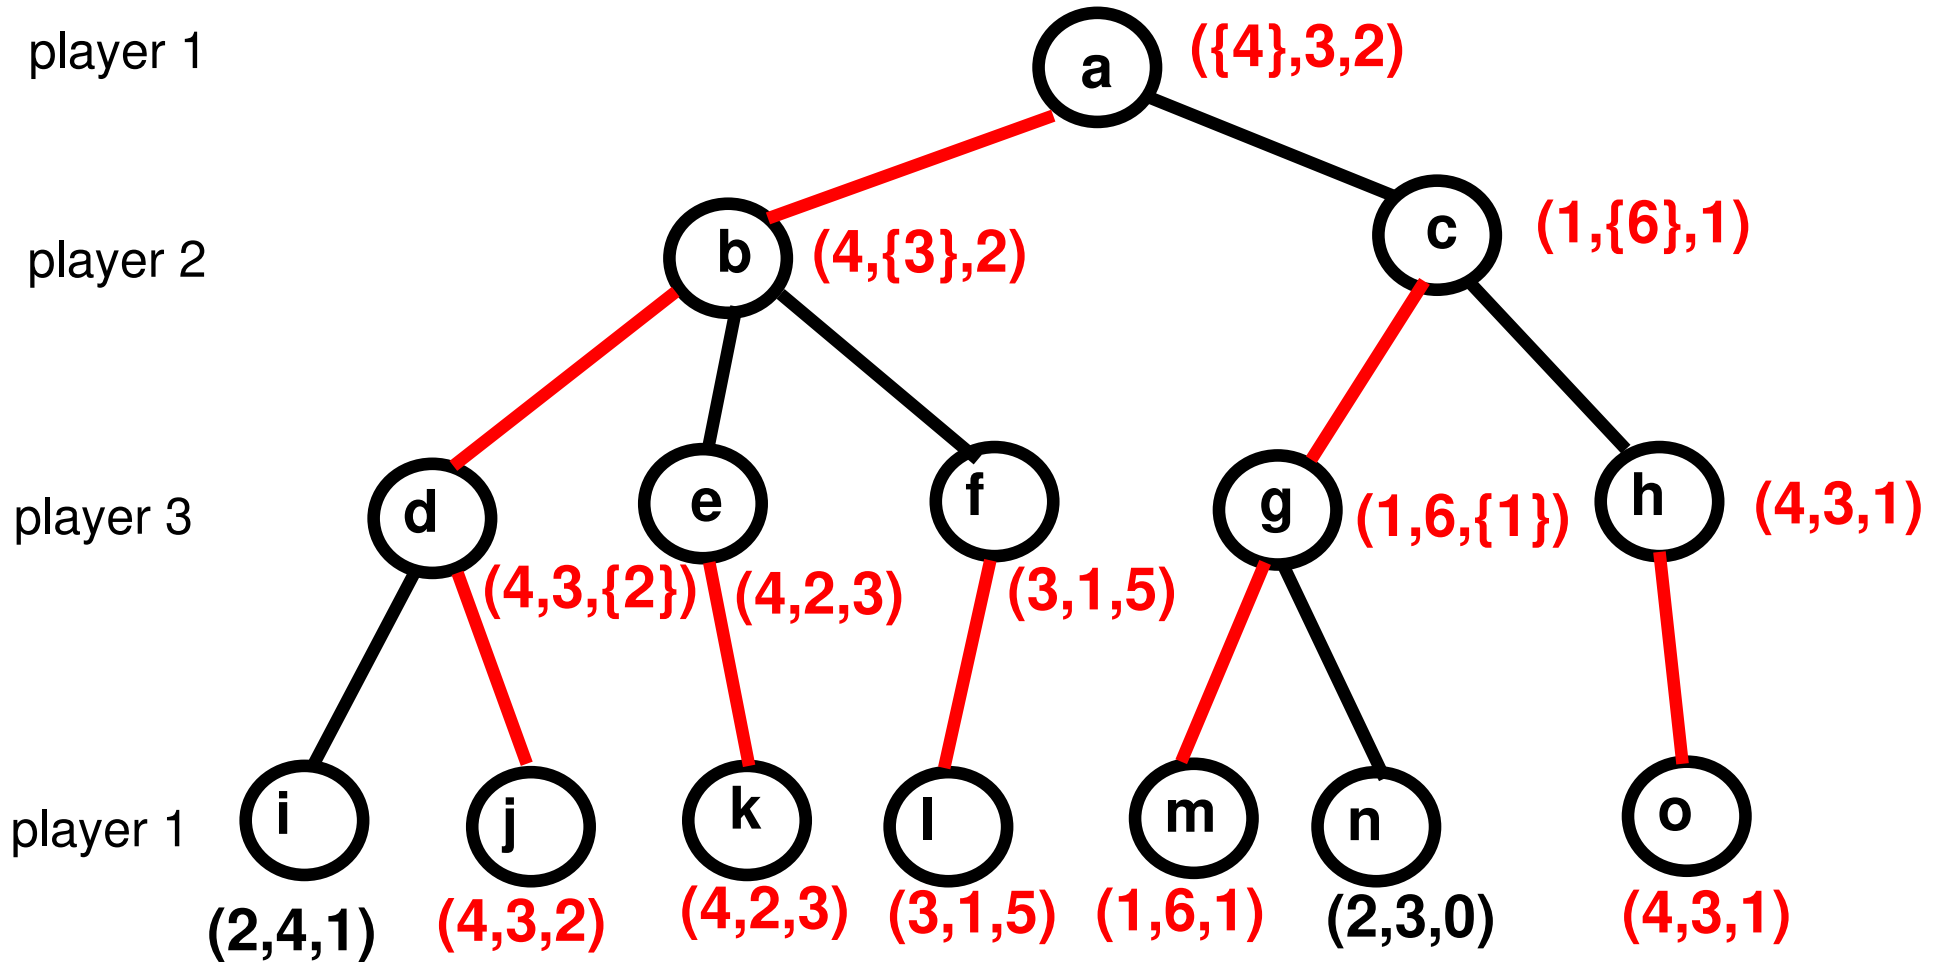 player 1
a
({4},3,2)
player 2
b
(4,{3},2)
c
(1,{6},1)
player 3
d
(4,3,{2})
e
(4,2,3)
f
(3,1,5)
g
(1,6,{1})
h
(4,3,1)
player 1
i
j
k
l
m
n
o
(2,4,1)
(4,3,2)
(4,2,3)
(3,1,5)
(1,6,1)
(2,3,0)
(4,3,1)